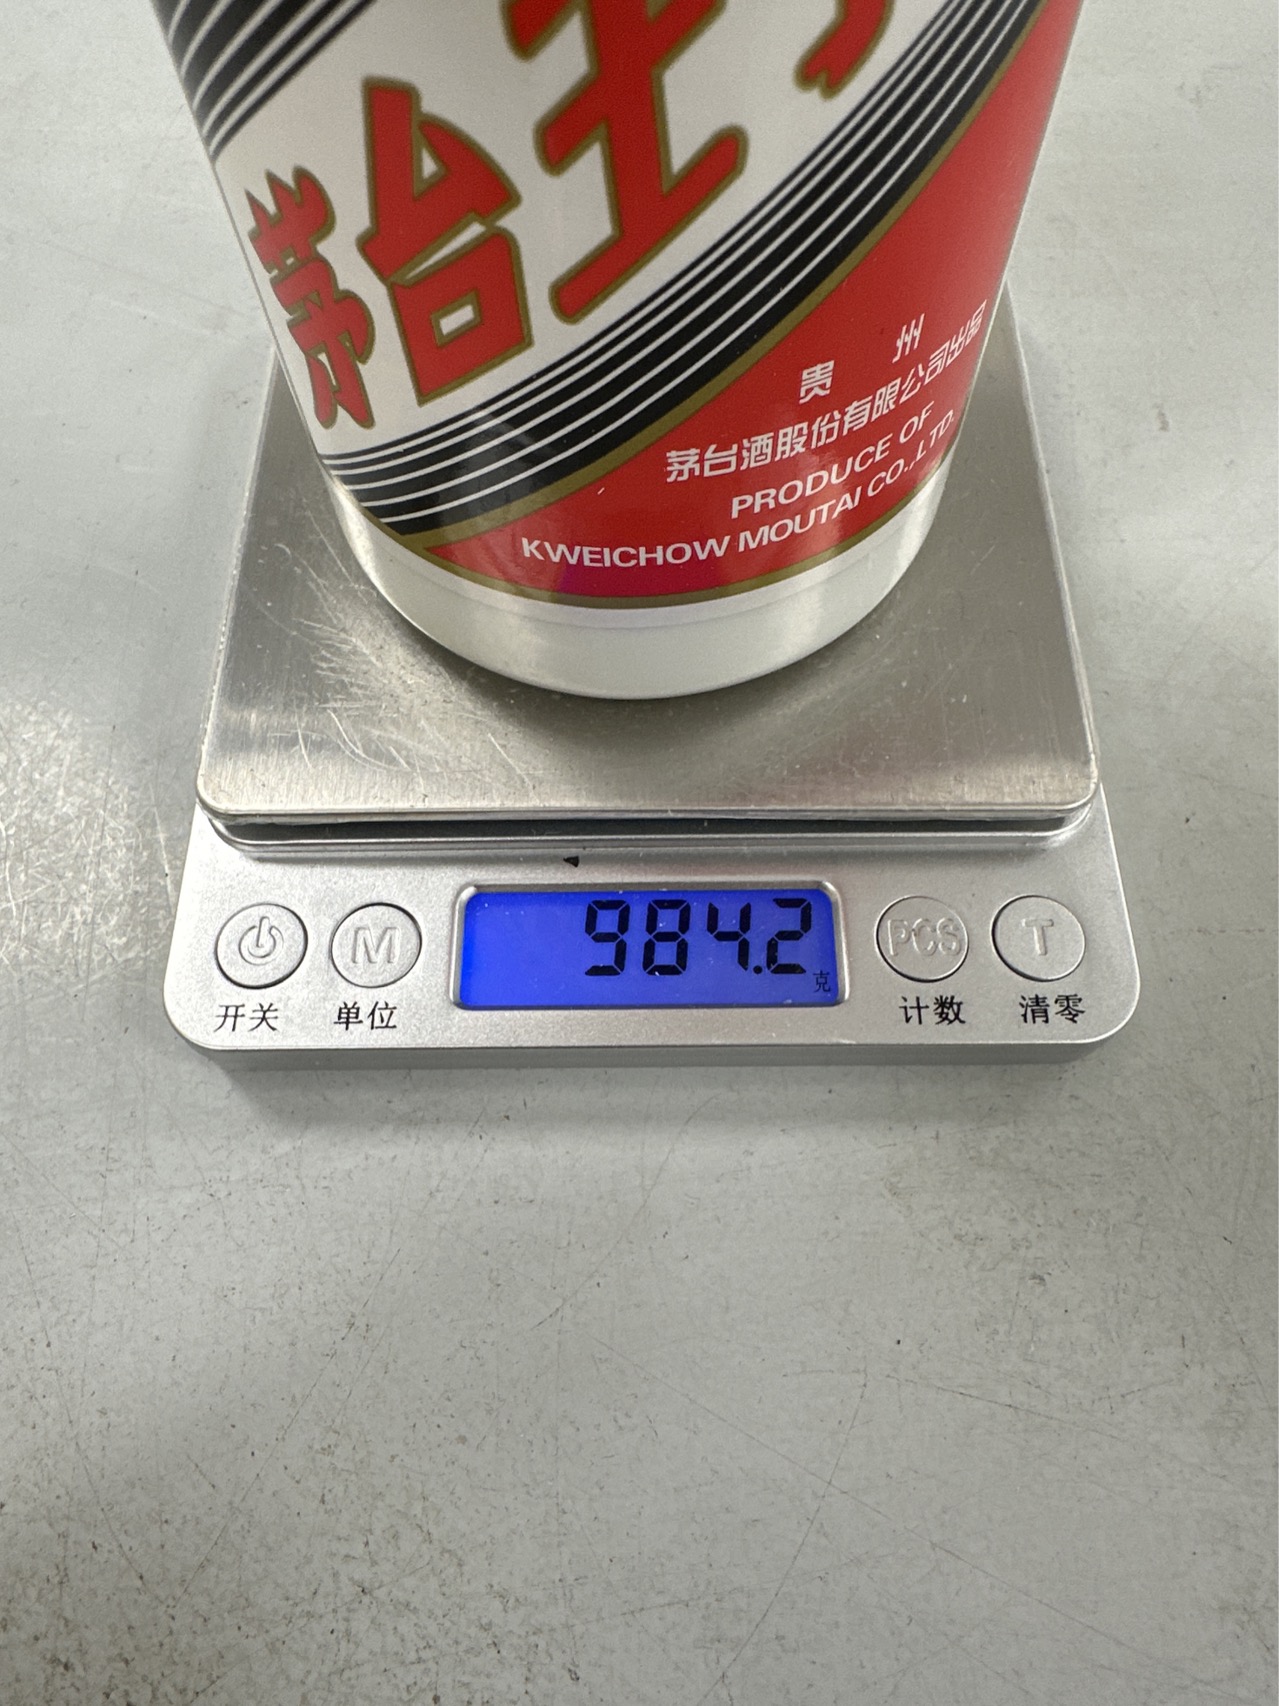 茅台王
贵 州
茅台酒股份有限公司出品
PRODUCE OF
KWEICHOW MOUTAI CO.,LTD.
984.2
克
M
PCS
T
开关
单位
计数
清零